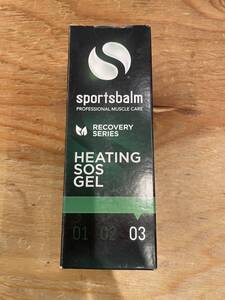 sportsbalm
PROFESSIONAL MUSCLE CARE
RECOVERY
SERIES
HEATING
SOS
GEL
01 02 03